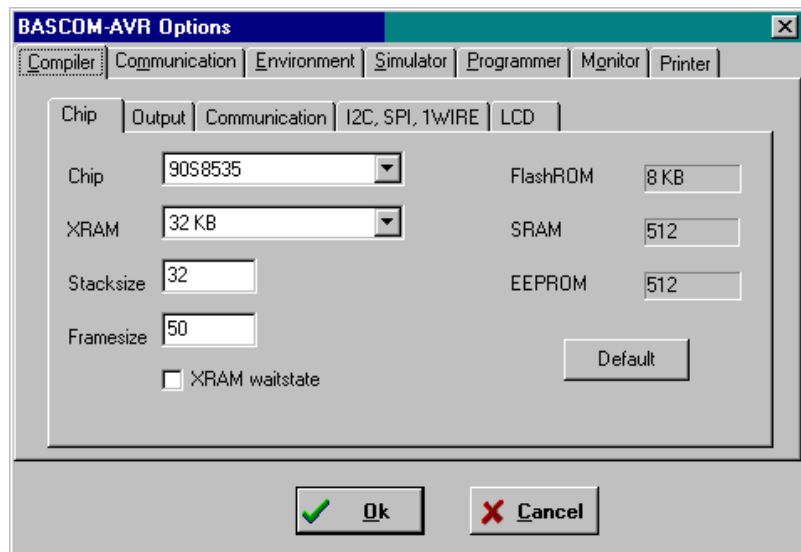 BASCOM-AVR Options
Compiler Communication Environment Simulator Programmer Monitor Printer
Chip Output Communication I2C, SPI, 1WIRE LCD
Chip 90S8535 FlashROM 8 KB
XRAM 32 KB SRAM 512
Stacksize 32 EEPROM 512
Framesize 50
Default
XRAM waitstate
Ok Cancel